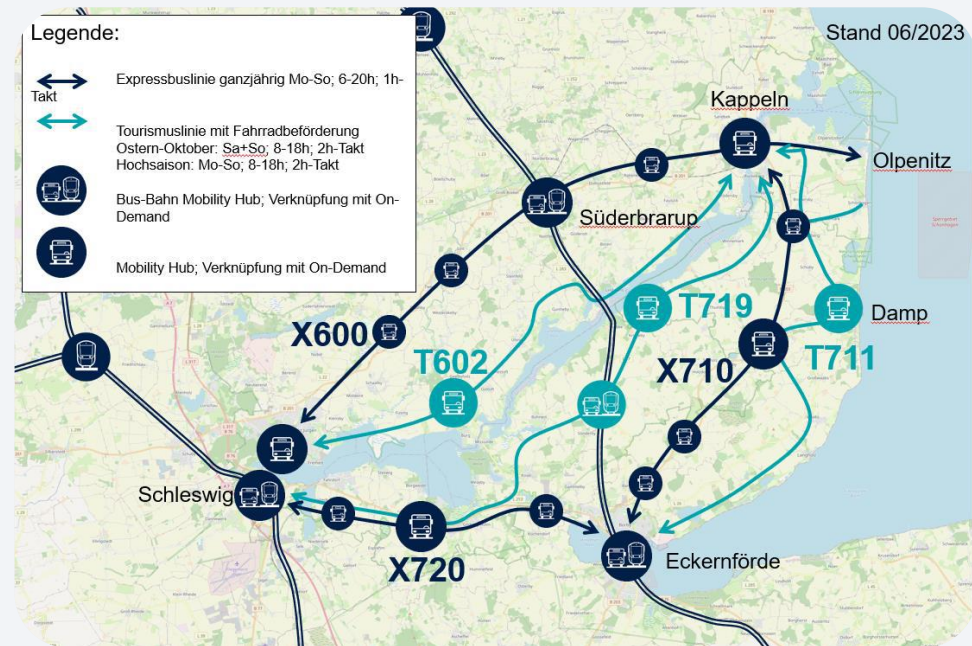 Legende:
Stand 06/2023
Expressbuslinie ganzjährig Mo-So; 6-20h; 1h-
Takt
Tourismuslinie mit Fahrradbeförderung
Ostern-Oktober: Sa+So; 8-18h; 2h-Takt
Hochsaison: Mo-So; 8-18h; 2h-Takt
Bus-Bahn Mobility Hub; Verknüpfung mit On-
Demand
Mobility Hub; Verknüpfung mit On-Demand
Kappeln
Olpenitz
Süderbrarup
T719
Damp
X600
T602
X710
T711
Schleswig
X720
Eckernförde